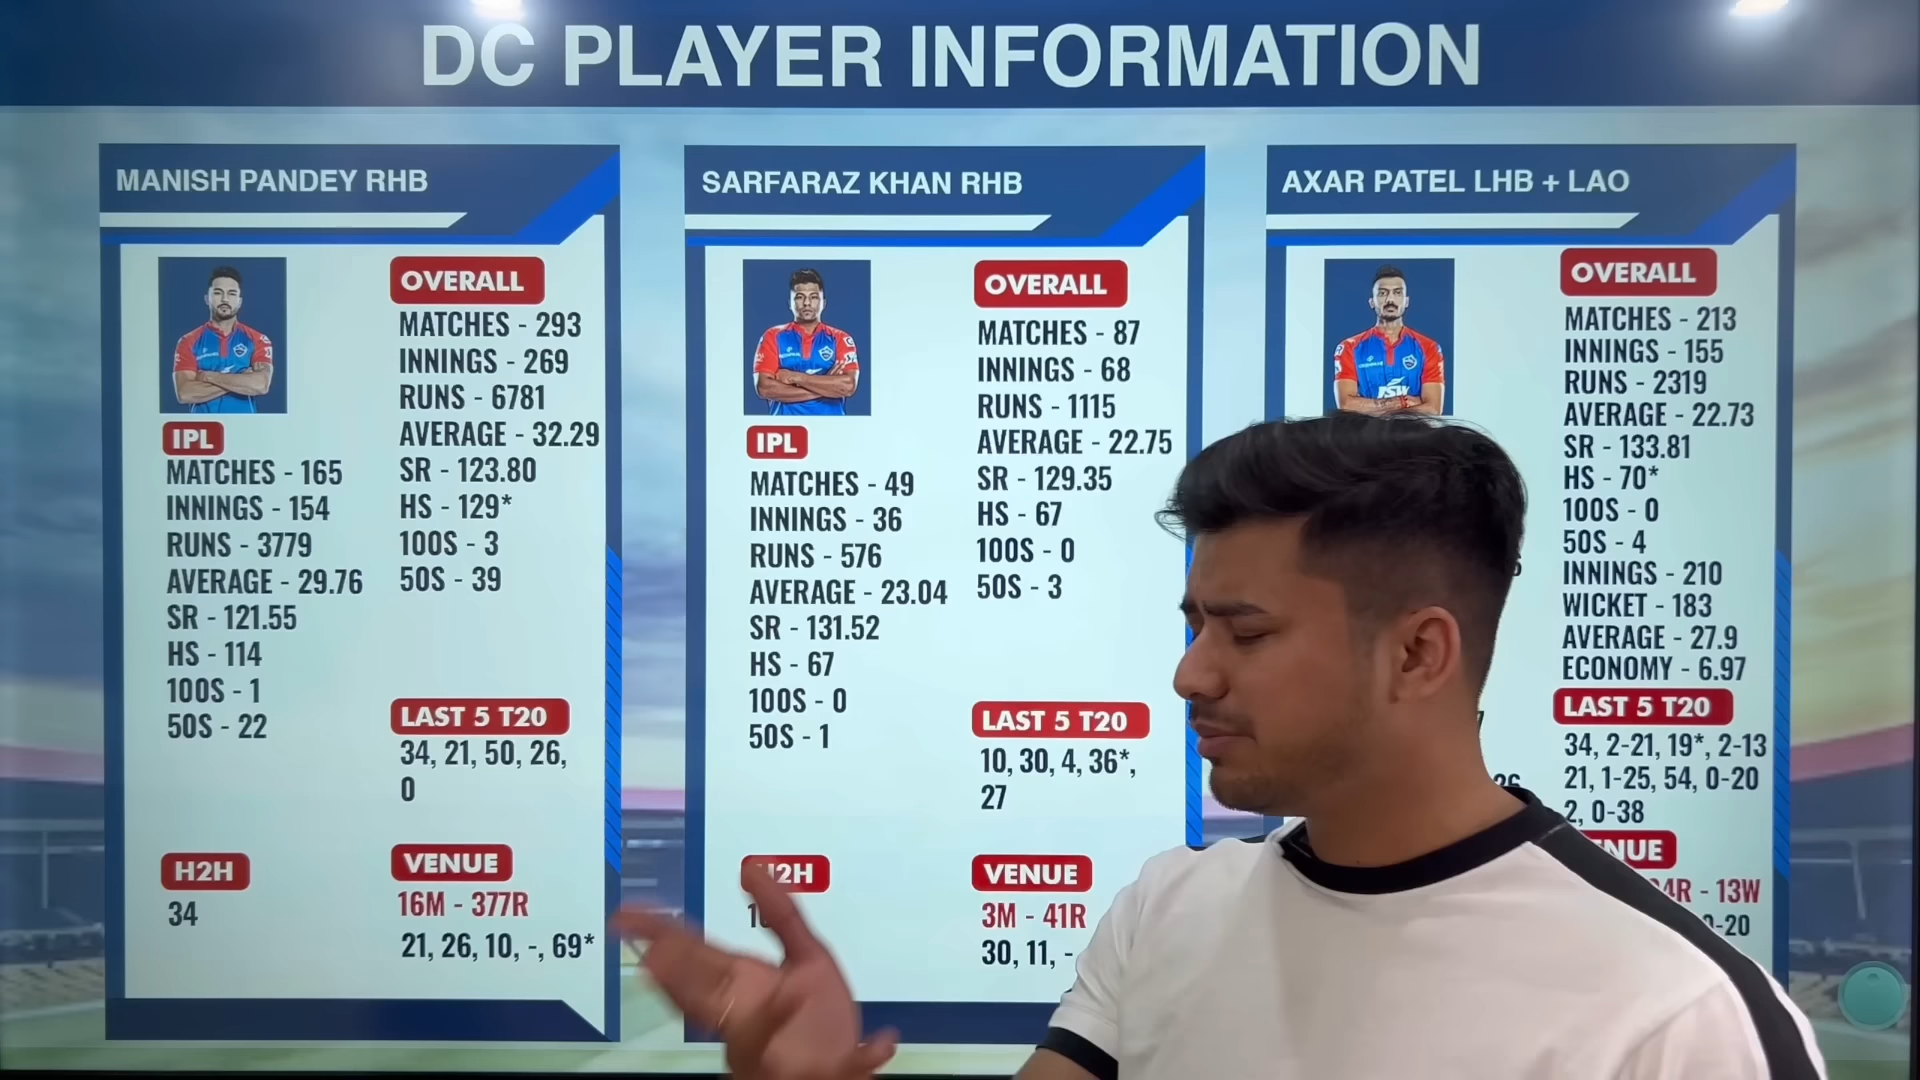 DC PLAYER INFORMATION
MANISH PANDEY RHB
OVERALL
MATCHES - 293
INNINGS - 269
RUNS - 6781
AVERAGE - 32.29
SR - 123.80
HS - 129*
100S - 3
50S - 39
IPL
MATCHES - 165
INNINGS - 154
RUNS - 3779
AVERAGE - 29.76
SR - 121.55
HS - 114
100S - 1
50S - 22
LAST 5 T20
34, 21, 50, 26,
0
H2H
34
VENUE
16M - 377R
21, 26, 10, -, 69*
SARFARAZ KHAN RHB
OVERALL
MATCHES - 87
INNINGS - 68
RUNS - 1115
AVERAGE - 22.75
SR - 129.35
HS - 67
100S - 0
50S - 3
IPL
MATCHES - 49
INNINGS - 36
RUNS - 576
AVERAGE - 23.04
SR - 131.52
HS - 67
100S - 0
50S - 1
LAST 5 T20
10, 30, 4, 36*,
27
VENUE
3M - 41R
30, 11, -
AXAR PATEL LHB + LAO
OVERALL
MATCHES - 213
INNINGS - 155
RUNS - 2319
AVERAGE - 22.73
SR - 133.81
HS - 70*
100S - 0
50S - 4
INNINGS - 210
WICKET - 183
AVERAGE - 27.9
ECONOMY - 6.97
LAST 5 T20
34, 2-21, 19*, 2-13
21, 1-25, 54, 0-20
2, 0-38
- 13W